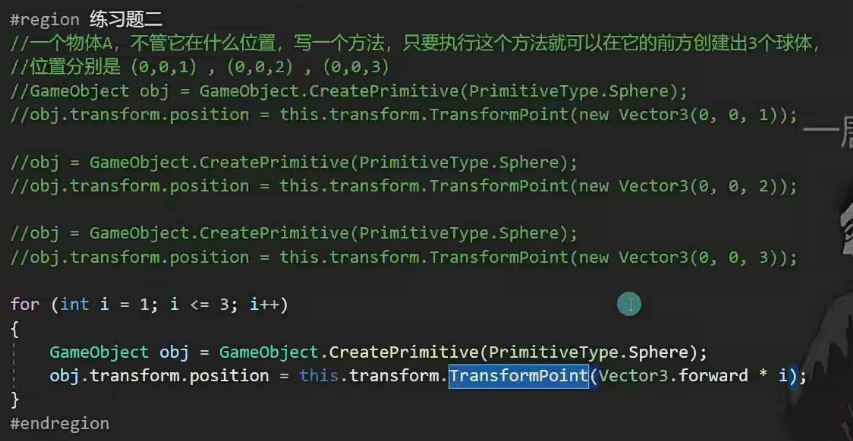 #region 练习题二
//一个物体A，不管它在什么位置，写一个方法，只要执行这个方法就可以在它的前方创建出3个球体，
//位置分别是（0,0,1），(0,0,2），(0,0,3）
//GameObject obj = GameObject.CreatePrimitive(PrimitiveType.Sphere);
//obj.transform.position = this.transform.TransformPoint(new Vector3(0, 0, 1));
//obj = GameObject.CreatePrimitive(PrimitiveType.Sphere);
//obj.transform.position = this.transform.TransformPoint(new Vector3(0, 0, 2));
//obj = GameObject.CreatePrimitive(PrimitiveType.Sphere);
//obj.transform.position = this.transform.TransformPoint(new Vector3(0, 0, 3));
for (int i = 1; i <= 3; i++)
{
GameObject obj = GameObject.CreatePrimitive(PrimitiveType.Sphere);
obj.transform.position = this.transform.TransformPoint(Vector3.forward * i);
}
#endregion